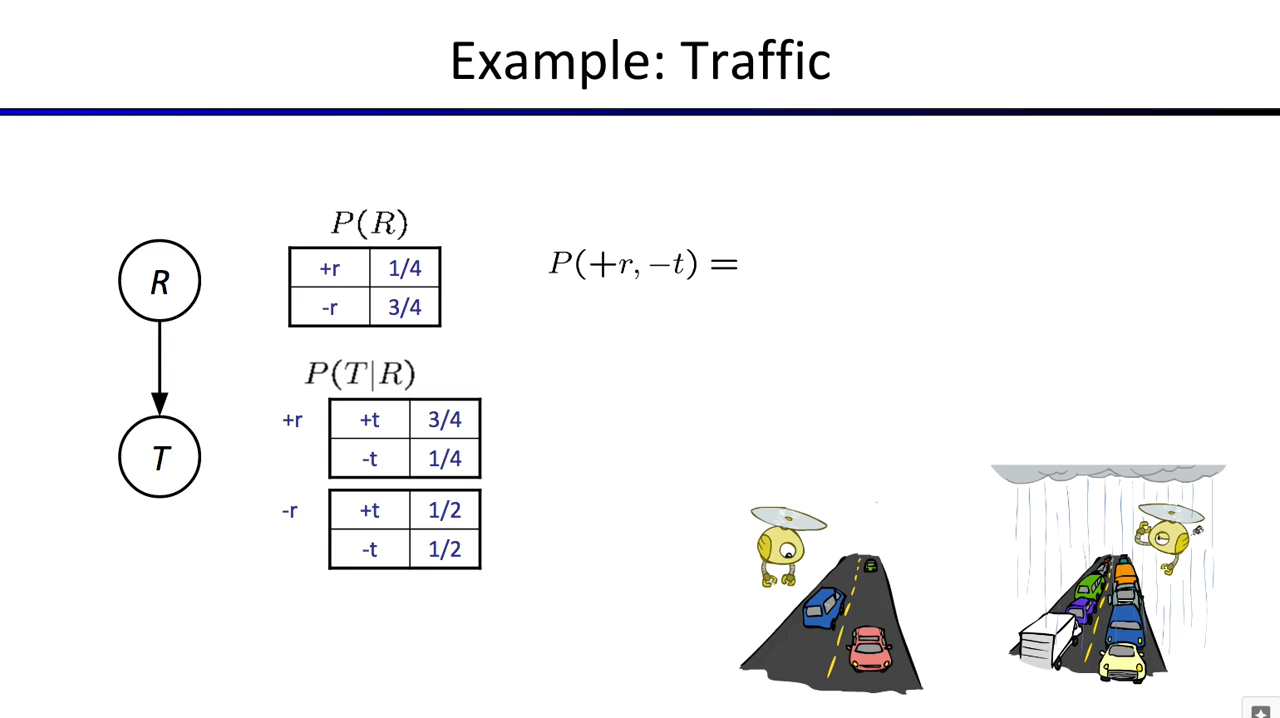 Example: Traffic
P(R)
+r 1/4
-r 3/4
P(+r, −t) =
R
P(T|R)
+r +t 3/4
-t 1/4
-r +t 1/2
-t 1/2
T